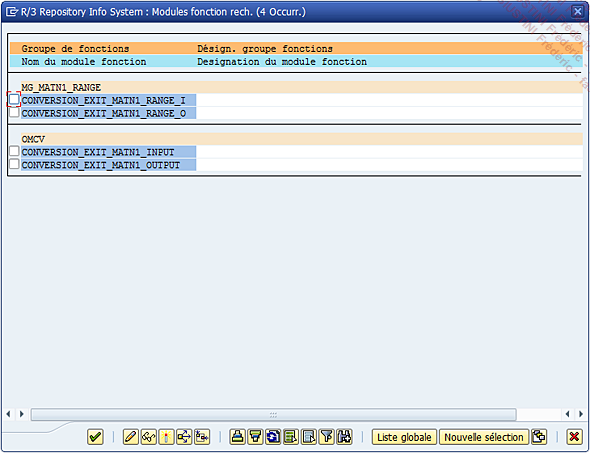 R/3 Repository Info System : Modules fonction rech. (4 Occurr.)
Groupe de fonctions Désign. groupe fonctions
Nom du module fonction Designation du module fonction
MG_MATN1_RANGE
CONVERSION_EXIT_MATN1_RANGE_I
CONVERSION_EXIT_MATN1_RANGE_O
OMCV
CONVERSION_EXIT_MATN1_INPUT
CONVERSION_EXIT_MATN1_OUTPUT
Liste globale Nouvelle sélection